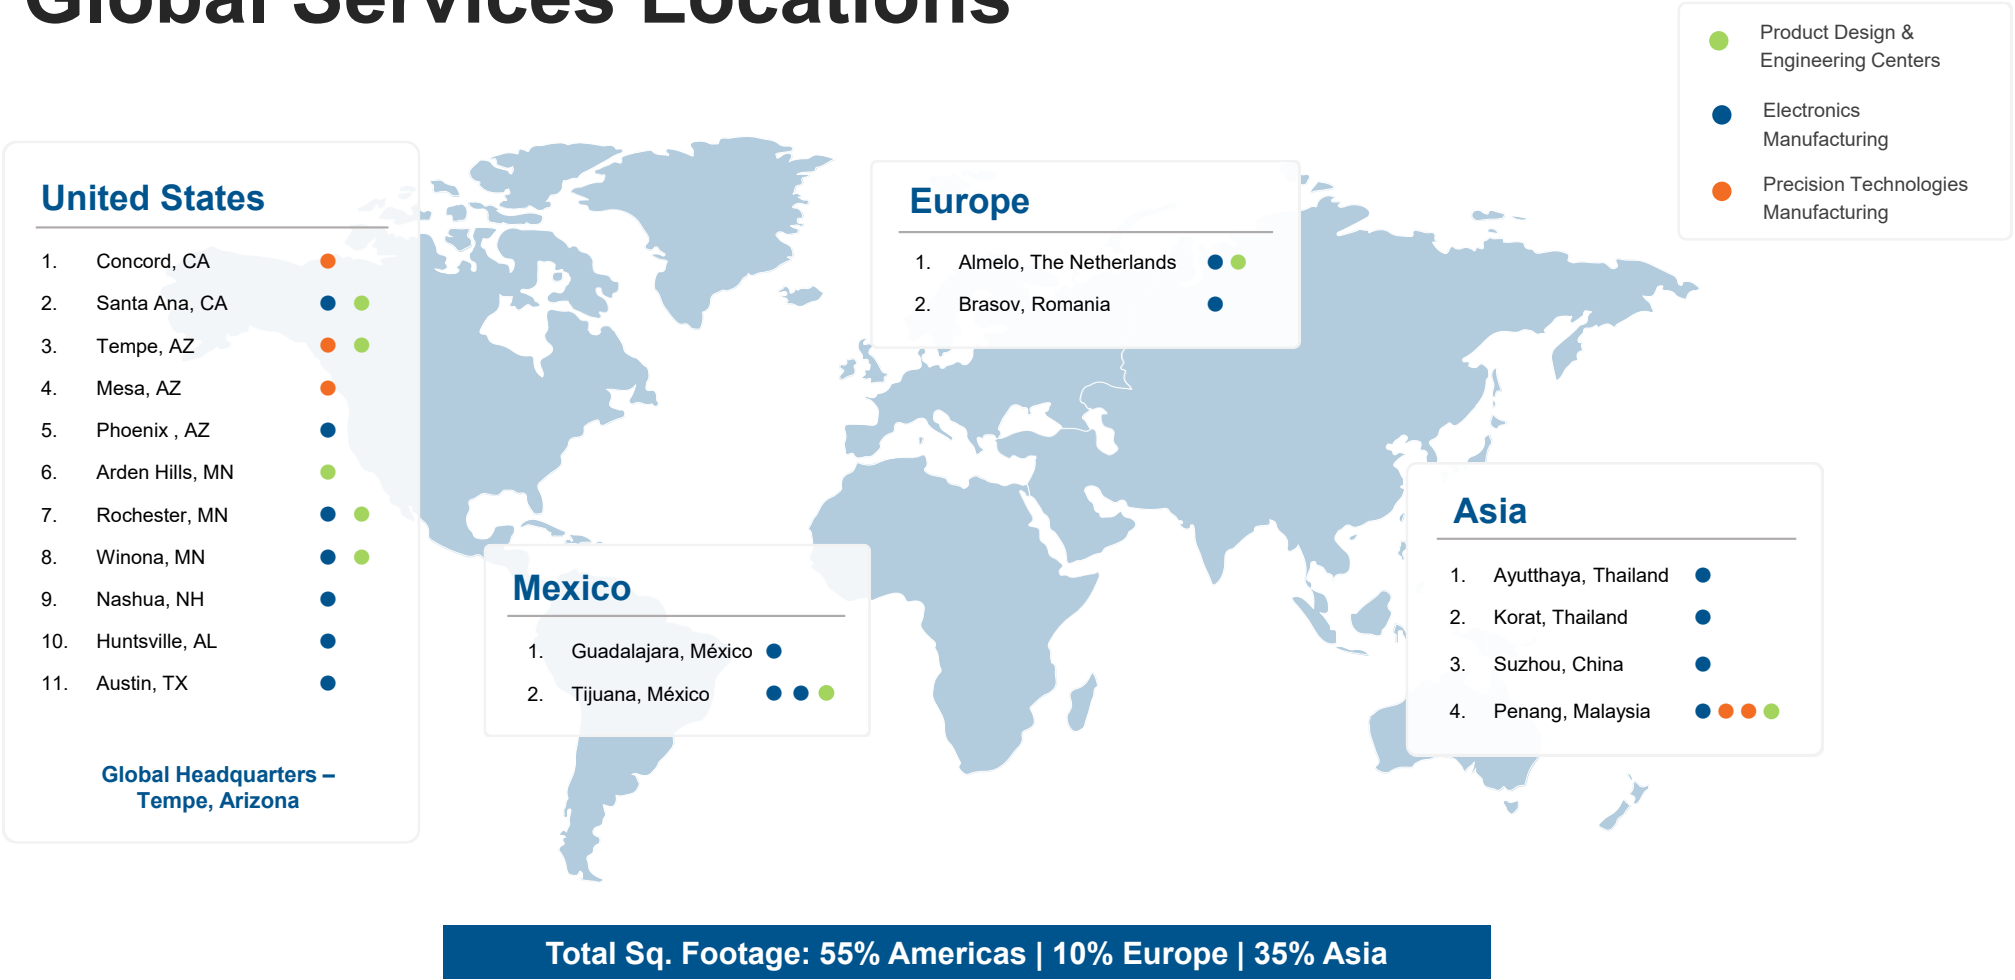 Global Services Locations
Product Design &
Engineering Centers
Electronics
Manufacturing
Precision Technologies
Manufacturing
United States
1. Concord, CA
2. Santa Ana, CA
3. Tempe, AZ
4. Mesa, AZ
5. Phoenix , AZ
6. Arden Hills, MN
7. Rochester, MN
8. Winona, MN
9. Nashua, NH
10. Huntsville, AL
11. Austin, TX
Global Headquarters –
Tempe, Arizona
Europe
1. Almelo, The Netherlands
2. Brasov, Romania
Mexico
1. Guadalajara, México
2. Tijuana, México
Asia
1. Ayutthaya, Thailand
2. Korat, Thailand
3. Suzhou, China
4. Penang, Malaysia
Total Sq. Footage: 55% Americas | 10% Europe | 35% Asia